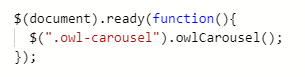 $(document).ready(function(){
  $(".owl-carousel").owlCarousel();
});